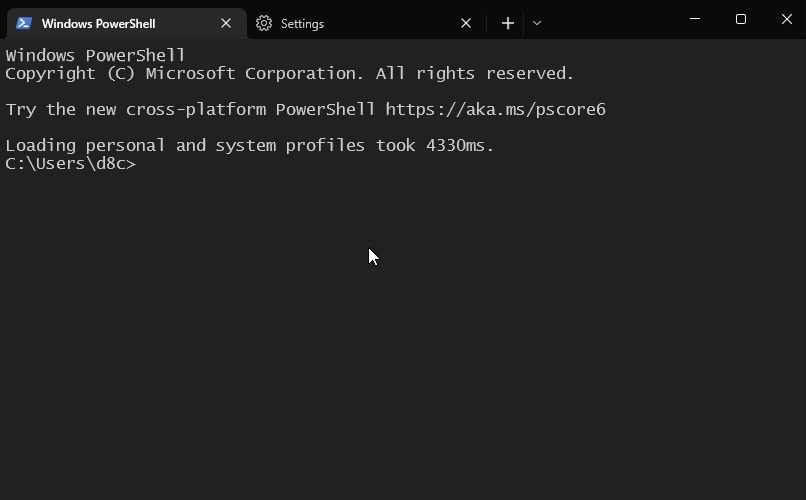 Windows PowerShell
Settings
Windows PowerShell
Copyright (C) Microsoft Corporation. All rights reserved.
Try the new cross-platform PowerShell https://aka.ms/pscore6
Loading personal and system profiles took 4330ms.
C:\Users\d8c>